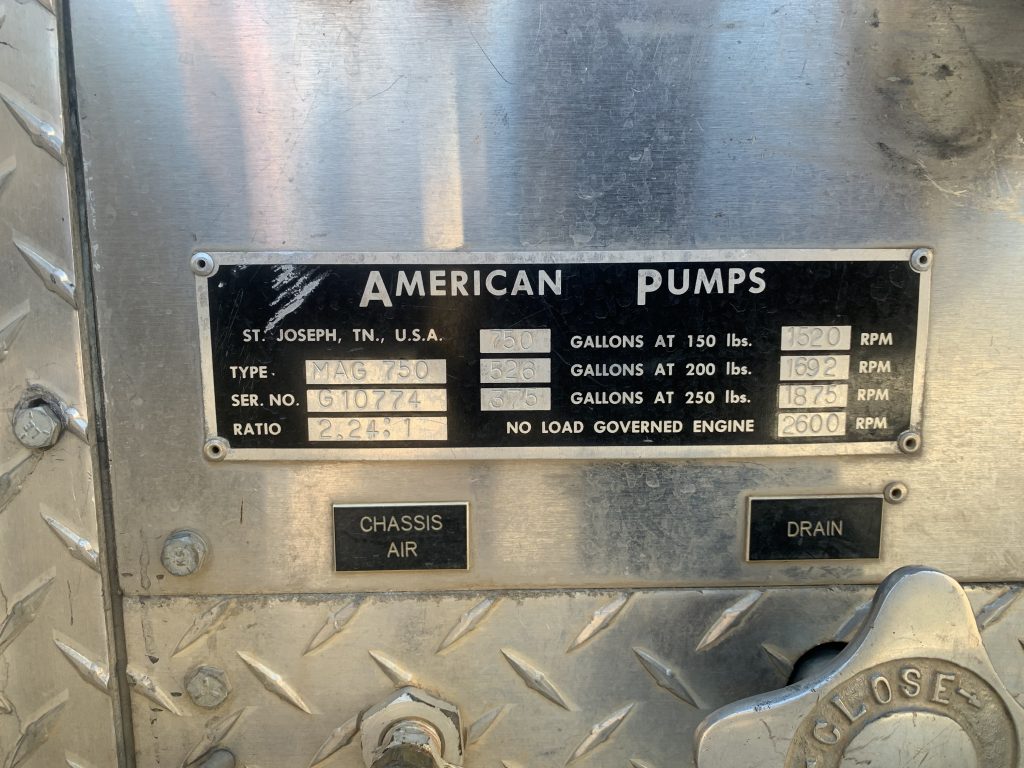 AMERICAN PUMPS
ST. JOSEPH, TN., U.S.A. 750 GALLONS AT 150 lbs. 1520 RPM
TYPE. MAG 750 526 GALLONS AT 200 lbs. 1692 RPM
SER. NO. G10774 375 GALLONS AT 250 lbs. 1875 RPM
RATIO 2.24:1 NO LOAD GOVERNED ENGINE 2600 RPM
CHASSIS
AIR
DRAIN
CLOSE